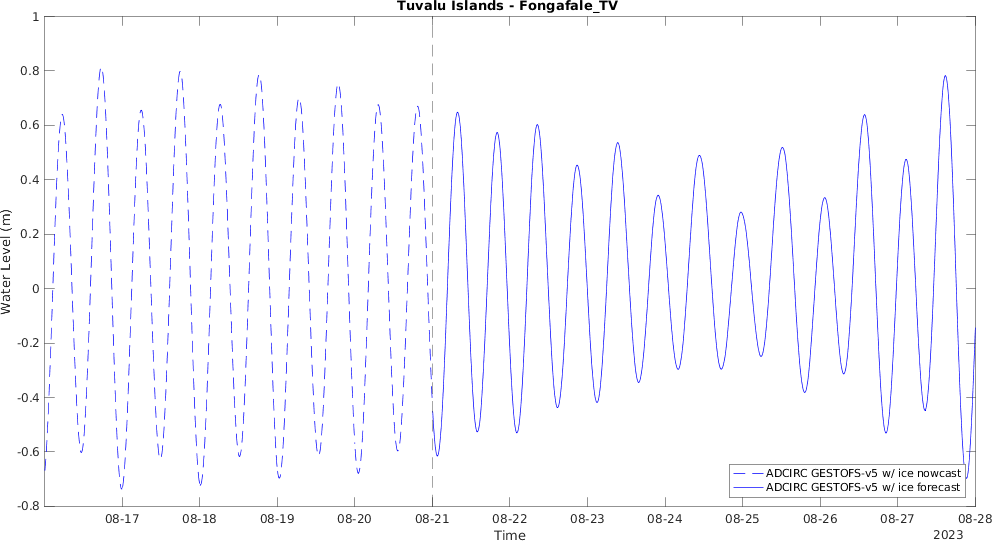 Tuvalu Islands - Fongafale_TV
1
0.8
0.6
0.4
0.2
0
-0.2
-0.4
-0.6
-0.8
Water Level (m)
ADCIRC GESTOFS-v5 w/ ice nowcast
ADCIRC GESTOFS-v5 w/ ice forecast
08-17 08-18 08-19 08-20 08-21 08-22 08-23 08-24 08-25 08-26 08-27 08-28
Time
2023